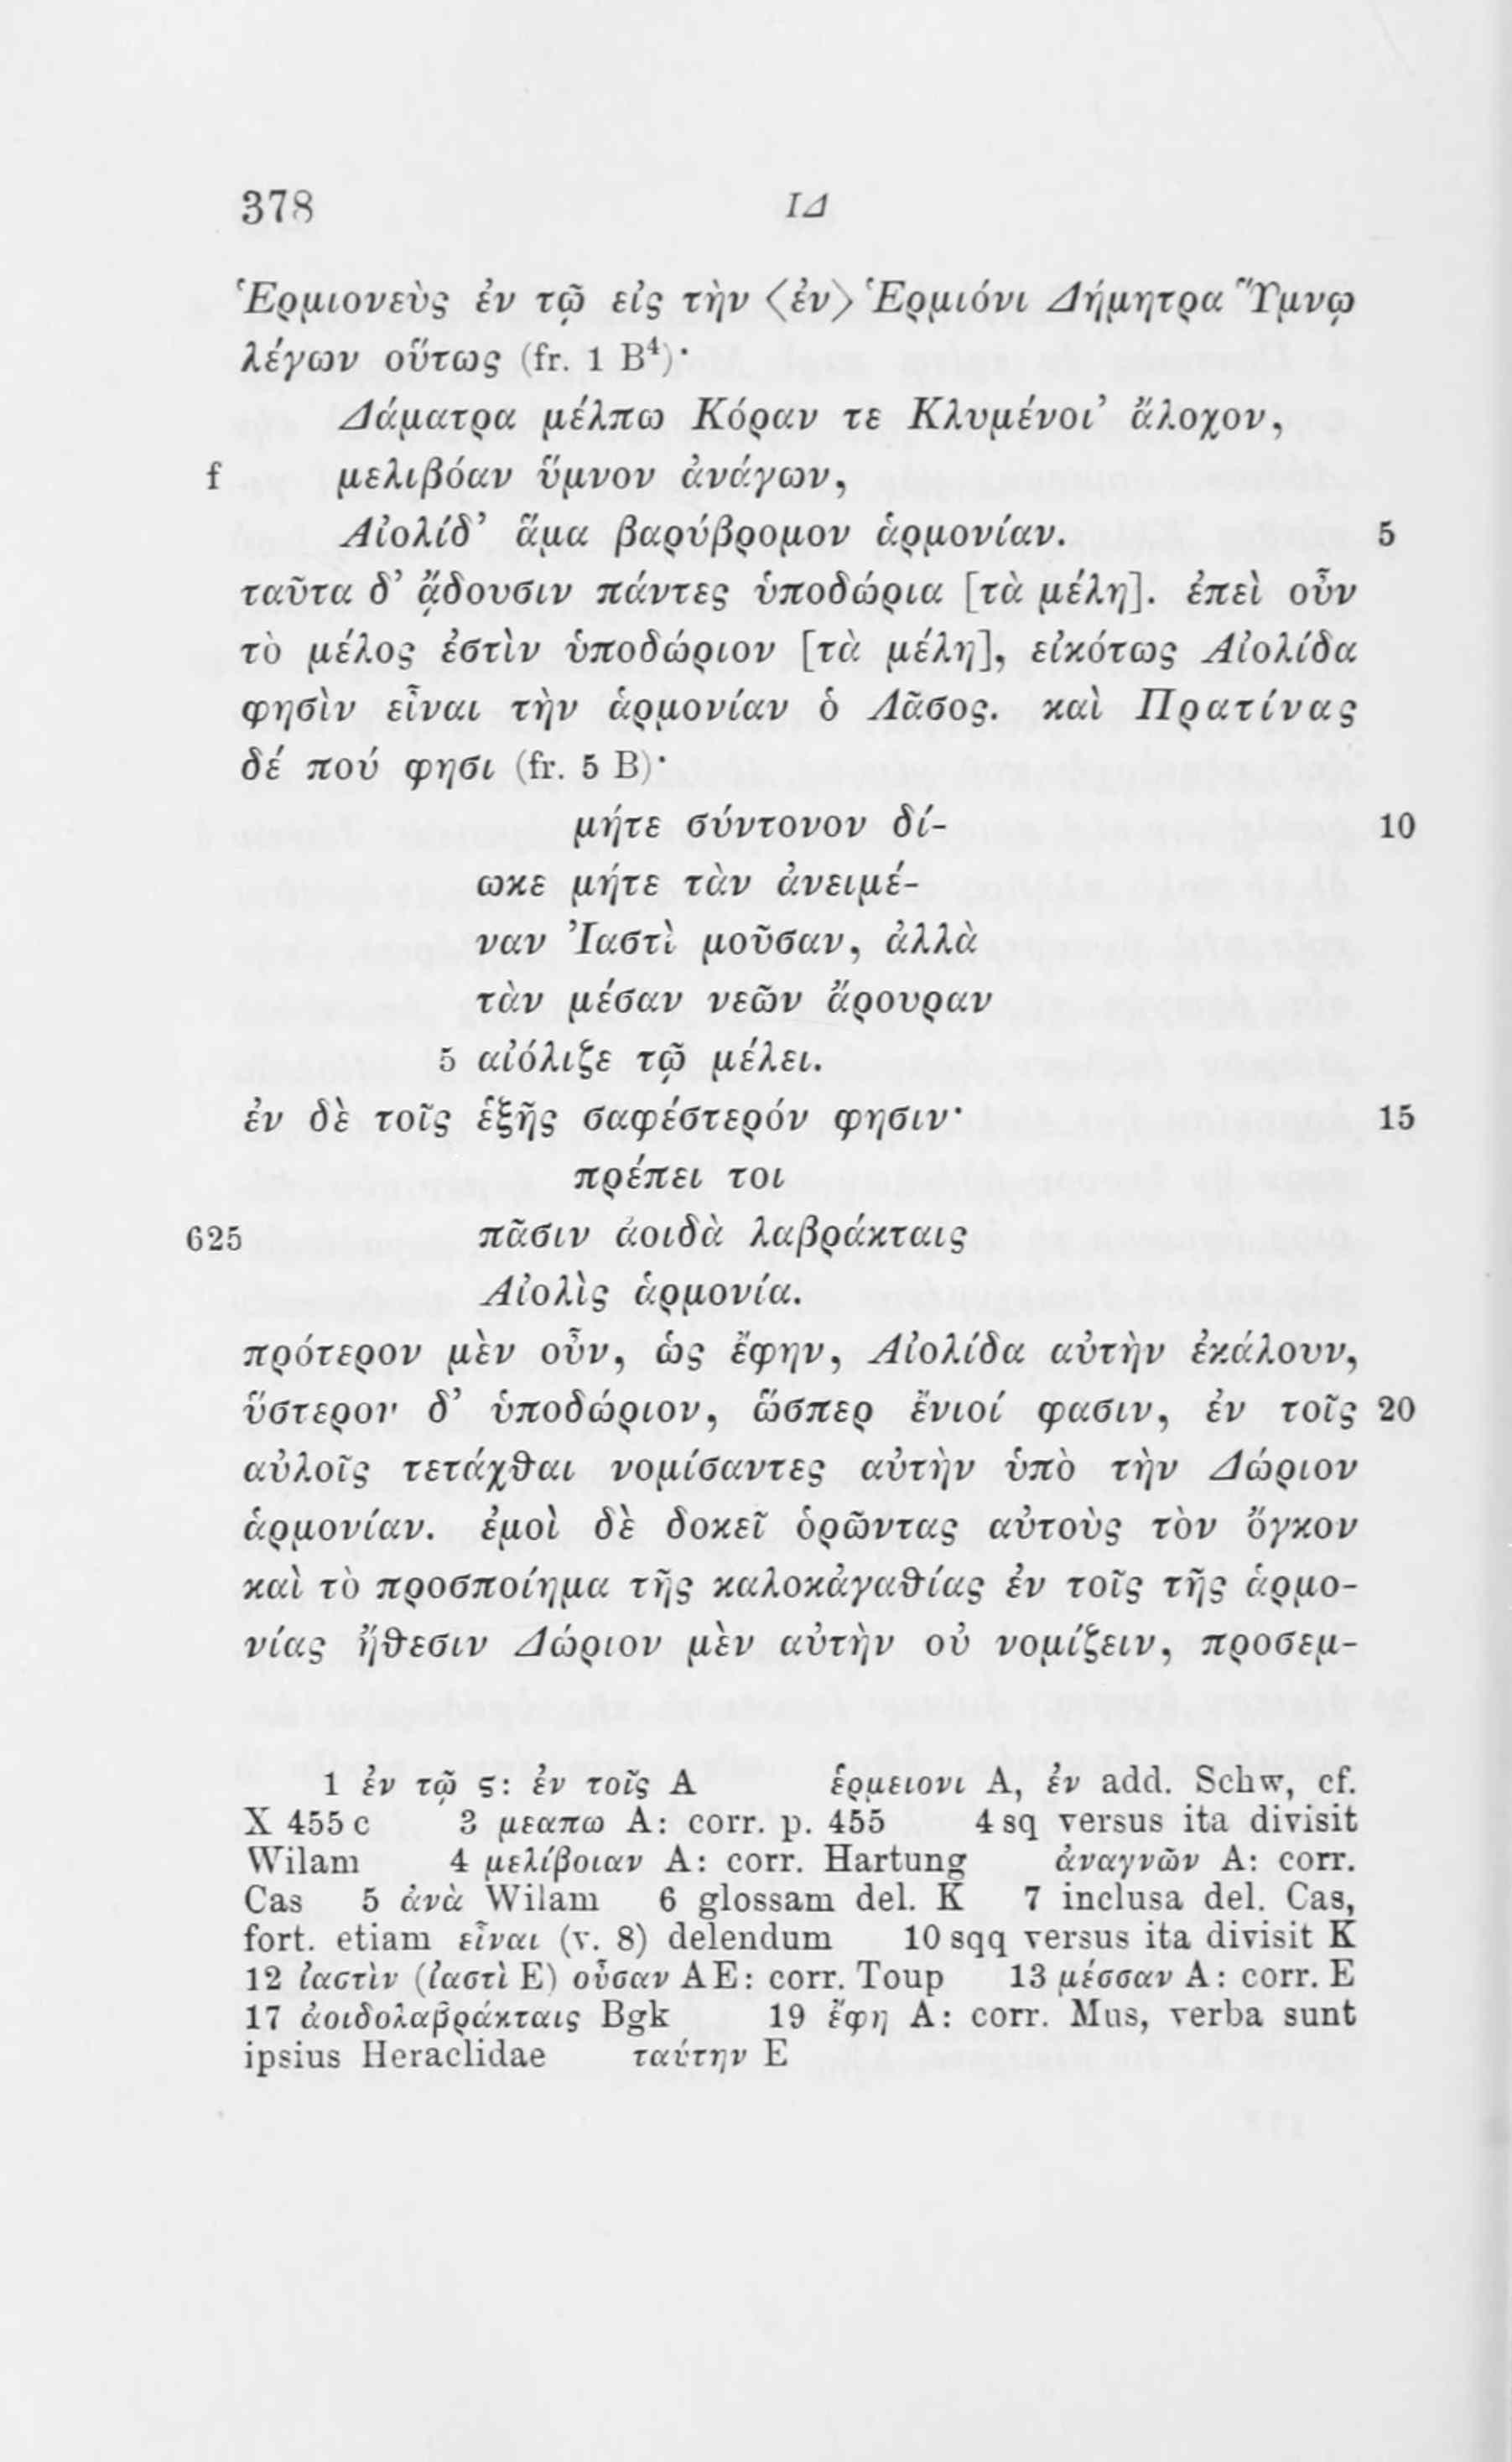 378 ΙΔ
Ἑρμιονεὺς ἐν τῷ εἰς τὴν ⟨ἐν⟩ Ἑρμιόνι Δήμητρα Ὕμνῳ
λέγων οὕτως (fr. 1 B⁴)·
Δάματρα μέλπω Κόραν τε Κλυμένοι’ ἄλοχον,
f μελιβόαν ὕμνον ἀνάγων,
Αἰολίδ’ ἅμα βαρύβρομον ἁρμονίαν. 5
ταῦτα δ’ ᾄδουσιν πάντες ὑποδώρια [τὰ μέλη]. ἐπεὶ οὖν
τὸ μέλος ἐστὶν ὑποδώριον [τὰ μέλη], εἰκότως Αἰολίδα
φησὶν εἶναι τὴν ἁρμονίαν ὁ Λᾶσος. καὶ Πρατίνας
δέ πού φησι (fr. 5 B)·
μήτε σύντονον δί- 10
ωκε μήτε τὰν ἀνειμέ-
ναν Ἰαστὶ μοῦσαν, ἀλλὰ
τὰν μέσαν νεῶν ἄρουραν
5 αἰόλιζε τῷ μέλει.
ἐν δὲ τοῖς ἑξῆς σαφέστερόν φησιν· 15
πρέπει τοι
625 πᾶσιν ἀοιδὰ λαβράκταις
Αἰολὶς ἁρμονία.
πρότερον μὲν οὖν, ὡς ἔφην, Αἰολίδα αὐτὴν ἐκάλουν,
ὕστερον δ’ ὑποδώριον, ὥσπερ ἔνιοί φασιν, ἐν τοῖς 20
αὐλοῖς τετάχθαι νομίσαντες αὐτὴν ὑπὸ τὴν Δώριον
ἁρμονίαν. ἐμοὶ δὲ δοκεῖ ὁρῶντας αὐτοὺς τὸν ὄγκον
καὶ τὸ προσποίημα τῆς καλοκἀγαθίας ἐν τοῖς τῆς ἁρμο-
νίας ἤθεσιν Δώριον μὲν αὐτὴν οὐ νομίζειν, προσεμ-
1 ἐν τῷ ς: ἐν τοῖς A ἑρμειονι A, ἐν add. Schw, cf.
X 455 c 3 μεαπω A: corr. p. 455 4 sq versus ita divisit
Wilam 4 μελίβοιαν A: corr. Hartung ἀναγνῶν A: corr.
Cas 5 ἀνὰ Wilam 6 glossam del. K 7 inclusa del. Cas,
fort. etiam εἶναι (v. 8) delendum 10 sqq versus ita divisit K
12 ἰαστὶν (ἰαστὶ E) οὖσαν AE: corr. Toup 13 μέσσαν A: corr. E
17 ἀοιδολαβράκταις Bgk 19 ἔφη A: corr. Mus, verba sunt
ipsius Heraclidae ταύτην E